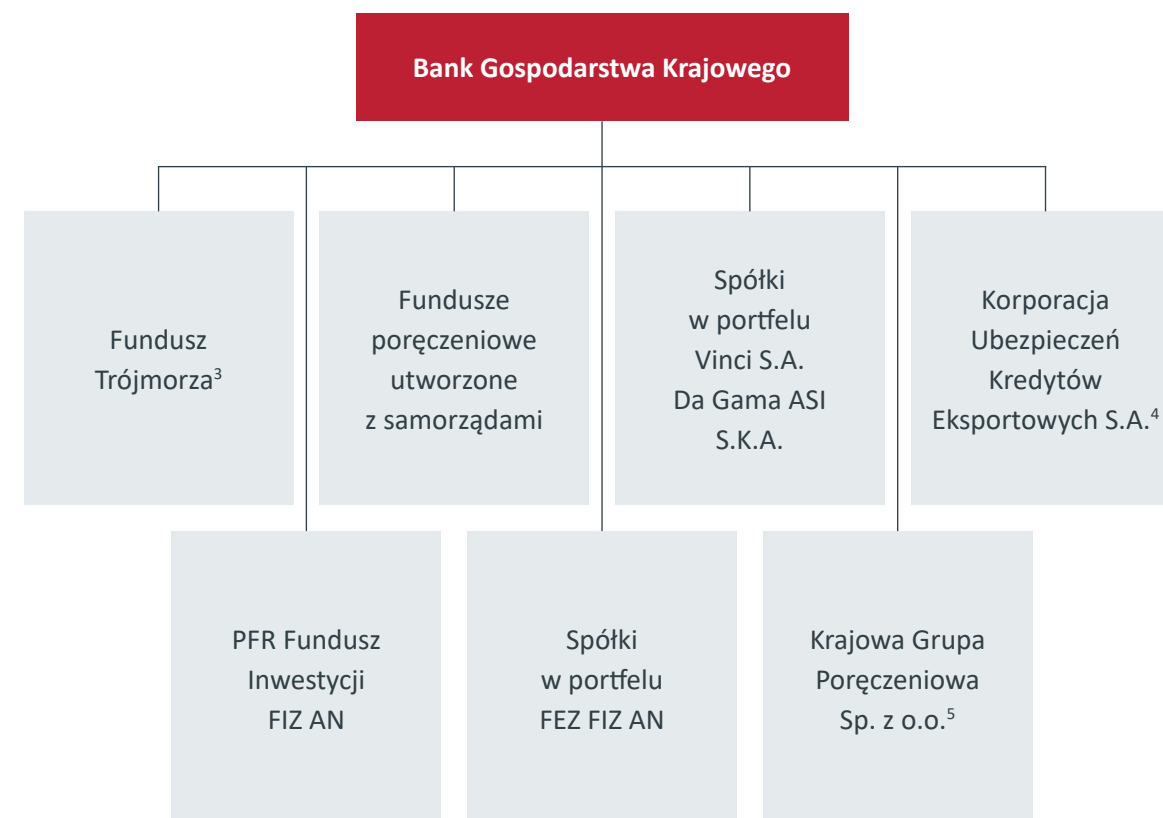 Bank Gospodarstwa Krajowego
Fundusz
Trójmorza³
Fundusze
poręczeniowe
utworzone
z samorządami
Spółki
w portfelu
Vinci S.A.
Da Gama ASI
S.K.A.
Korporacja
Ubezpieczeń
Kredytów
Eksportowych S.A.⁴
PFR Fundusz
Inwestycji
FIZ AN
Spółki
w portfelu
FEZ FIZ AN
Krajowa Grupa
Poręczeniowa
Sp. z o.o.⁵